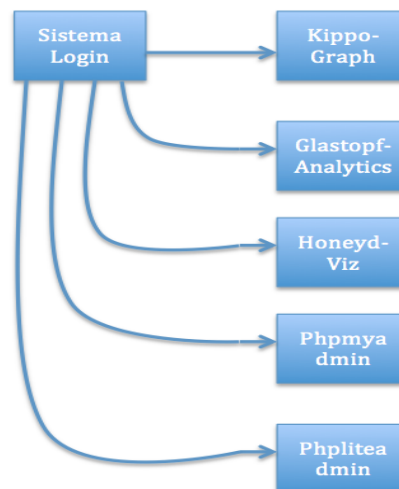 Sistema
Login
Kippo-
Graph
Glastopf-
Analytics
Honeyd-
Viz
Phpmya
dmin
Phplitea
dmin